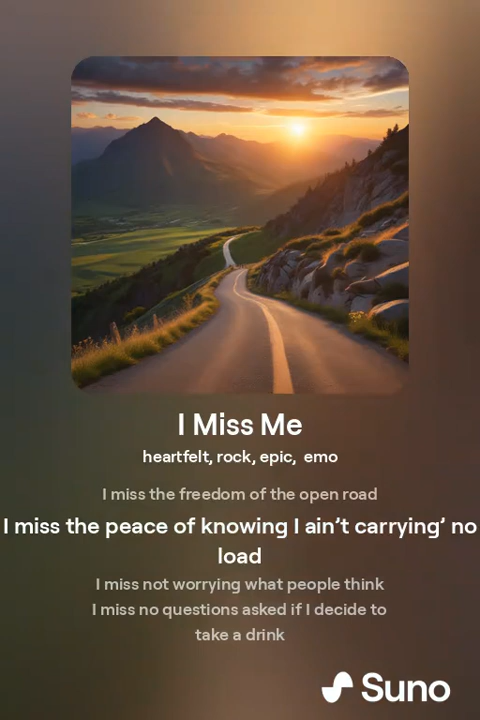 I Miss Me
heartfelt, rock, epic,  emo
I miss the freedom of the open road
I miss the peace of knowing I ain’t carrying’ no
load
I miss not worrying what people think
I miss no questions asked if I decide to
take a drink
Suno